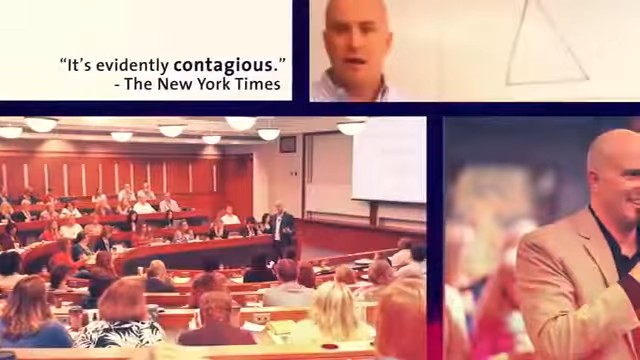 “It’s evidently contagious.”
- The New York Times